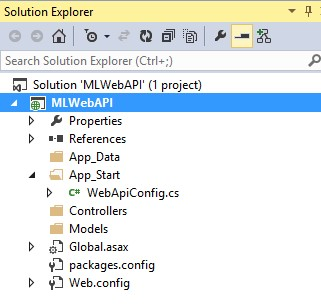 Solution Explorer
Search Solution Explorer (Ctrl+;)
Solution 'MLWebAPI' (1 project)
MLWebAPI
Properties
References
App_Data
App_Start
C# WebApiConfig.cs
Controllers
Models
Global.asax
packages.config
Web.config